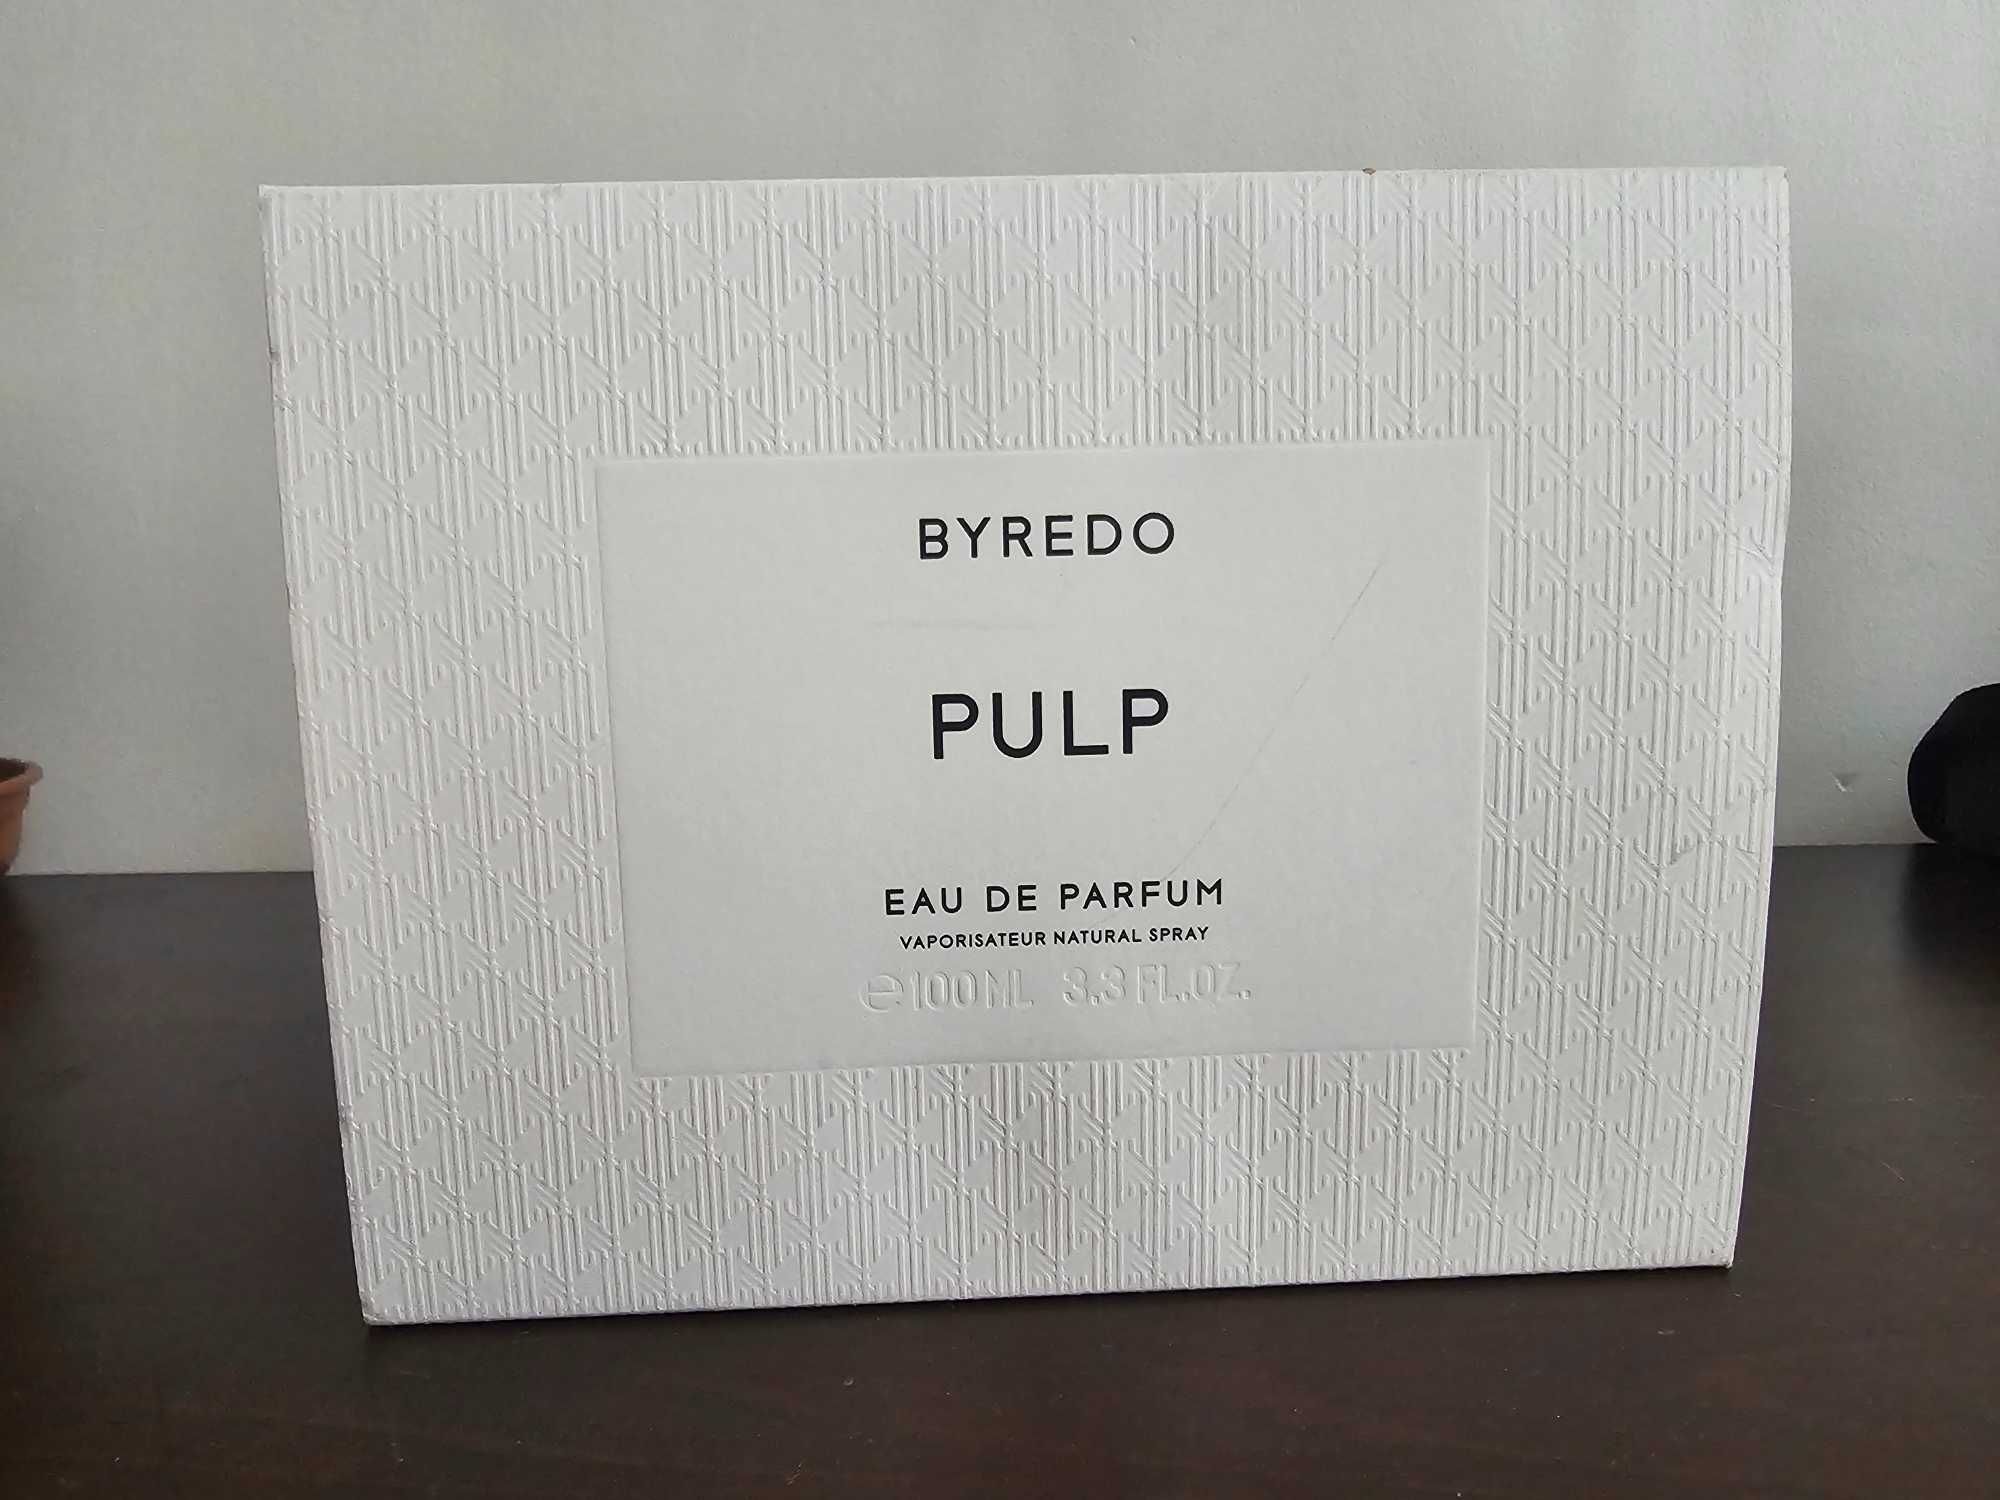 BYREDO
PULP
EAU DE PARFUM
VAPORISATEUR NATURAL SPRAY
℮100ML 3.3 FL.OZ.